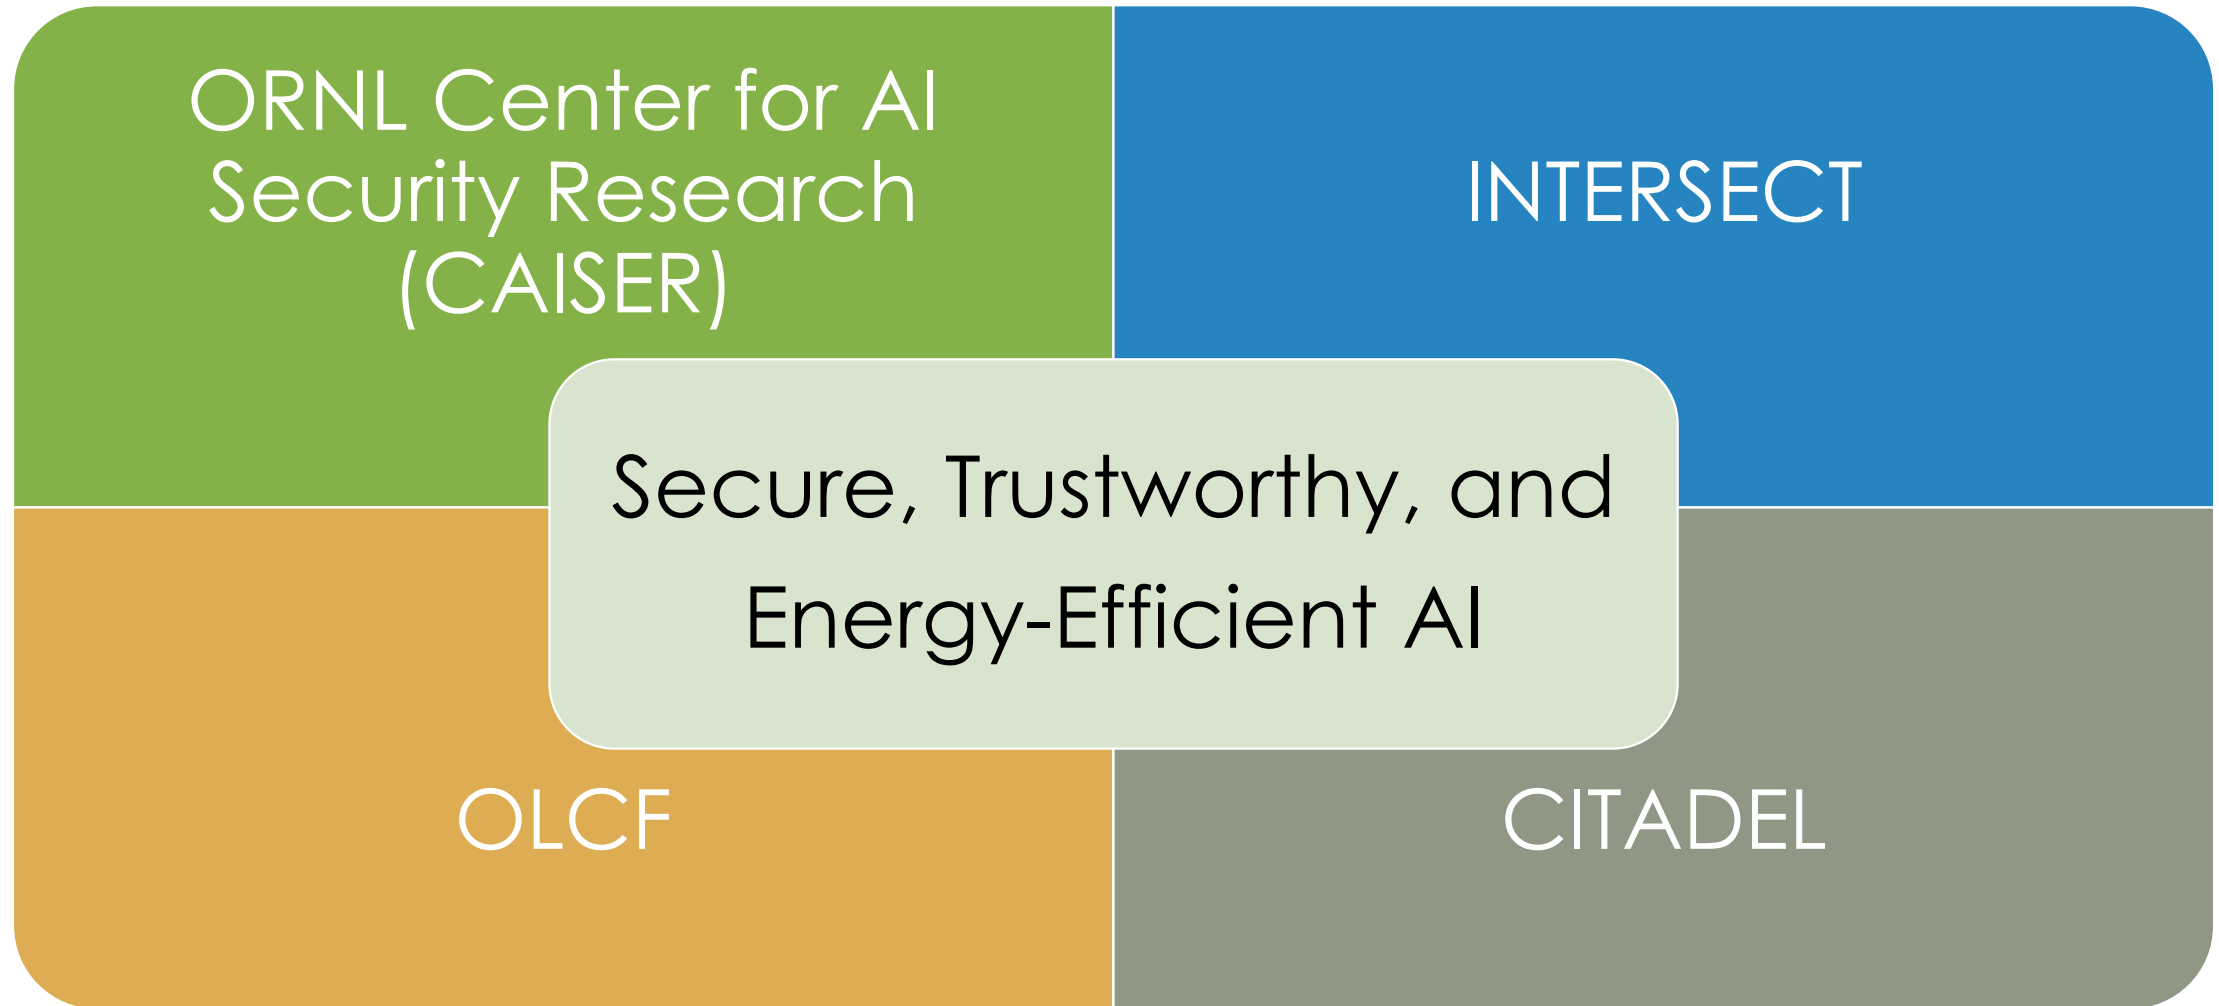 ORNL Center for AI
Security Research
(CAISER)
INTERSECT
Secure, Trustworthy, and
Energy-Efficient AI
OLCF
CITADEL